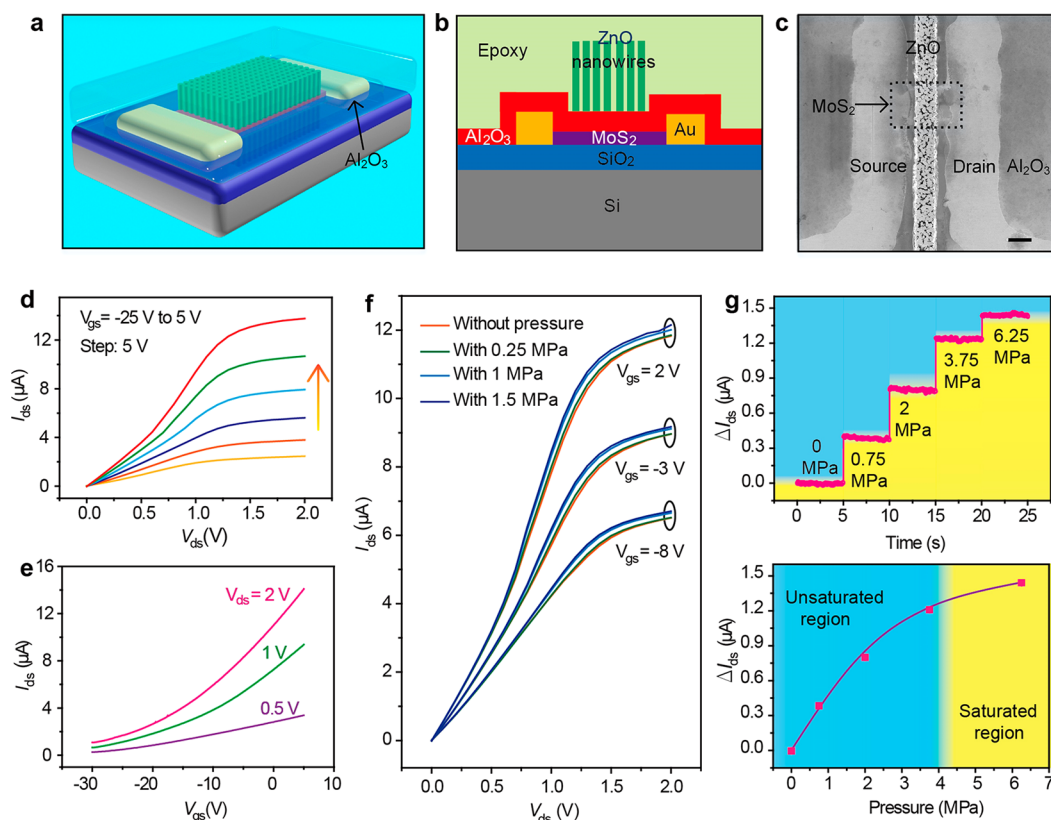 a
Al₂O₃
b
Epoxy
ZnO
nanowires
Al₂O₃
MoS₂
Au
SiO₂
Si
c
ZnO
MoS₂
Source
Drain
Al₂O₃
d
Vgs= -25 V to 5 V
Step: 5 V
12
8
4
0
Ids (μA)
0.0 0.5 1.0 1.5 2.0
Vds(V)
e
16
12
8
4
0
Ids (μA)
Vds= 2 V
1 V
0.5 V
-30 -20 -10 0
Vgs(V)
f
Without pressure
With 0.25 MPa
With 1 MPa
With 1.5 MPa
Vgs= 2 V
Vgs= -3 V
Vgs= -8 V
12
10
8
6
4
2
0
Ids (μA)
0.0 0.5 1.0 1.5 2.0
Vds (V)
g
1.5
1.2
0.9
0.6
0.3
0.0
ΔIds (μA)
0
MPa
0.75
MPa
2
MPa
3.75
MPa
6.25
MPa
0 5 10 15 20 25
Time (s)
1.5
1.2
0.9
0.6
0.3
0.0
ΔIds (μA)
Unsaturated
region
Saturated
region
0 1 2 3 4 5 6 7
Pressure (MPa)